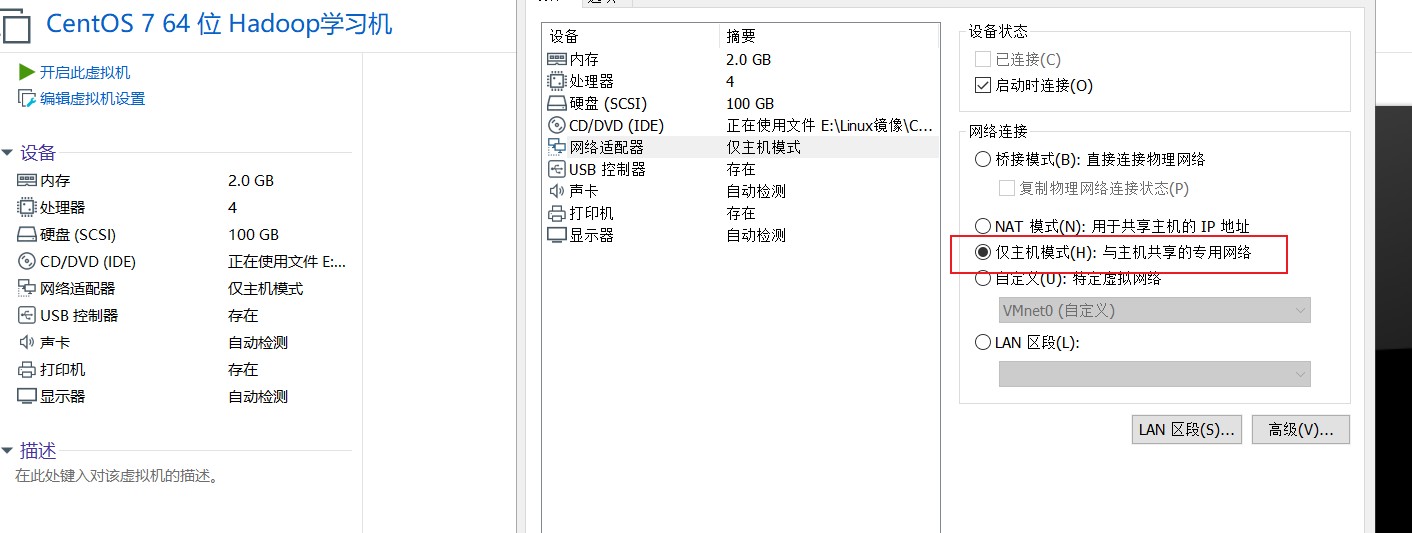 CentOS 7 64 位 Hadoop学习机
开启此虚拟机
编辑虚拟机设置
设备
内存 2.0 GB
处理器 4
硬盘 (SCSI) 100 GB
CD/DVD (IDE) 正在使用文件 E:...
网络适配器 仅主机模式
USB 控制器 存在
声卡 自动检测
打印机 存在
显示器 自动检测
描述
在此处键入对该虚拟机的描述。
设备 摘要
内存 2.0 GB
处理器 4
硬盘 (SCSI) 100 GB
CD/DVD (IDE) 正在使用文件 E:\Linux镜像\C...
网络适配器 仅主机模式
USB 控制器 存在
声卡 自动检测
打印机 存在
显示器 自动检测
设备状态
已连接(C)
启动时连接(O)
网络连接
桥接模式(B): 直接连接物理网络
复制物理网络连接状态(P)
NAT 模式(N): 用于共享主机的 IP 地址
仅主机模式(H): 与主机共享的专用网络
自定义(U): 特定虚拟网络
VMnet0 (自定义)
LAN 区段(L):
LAN 区段(S)... 高级(V)...